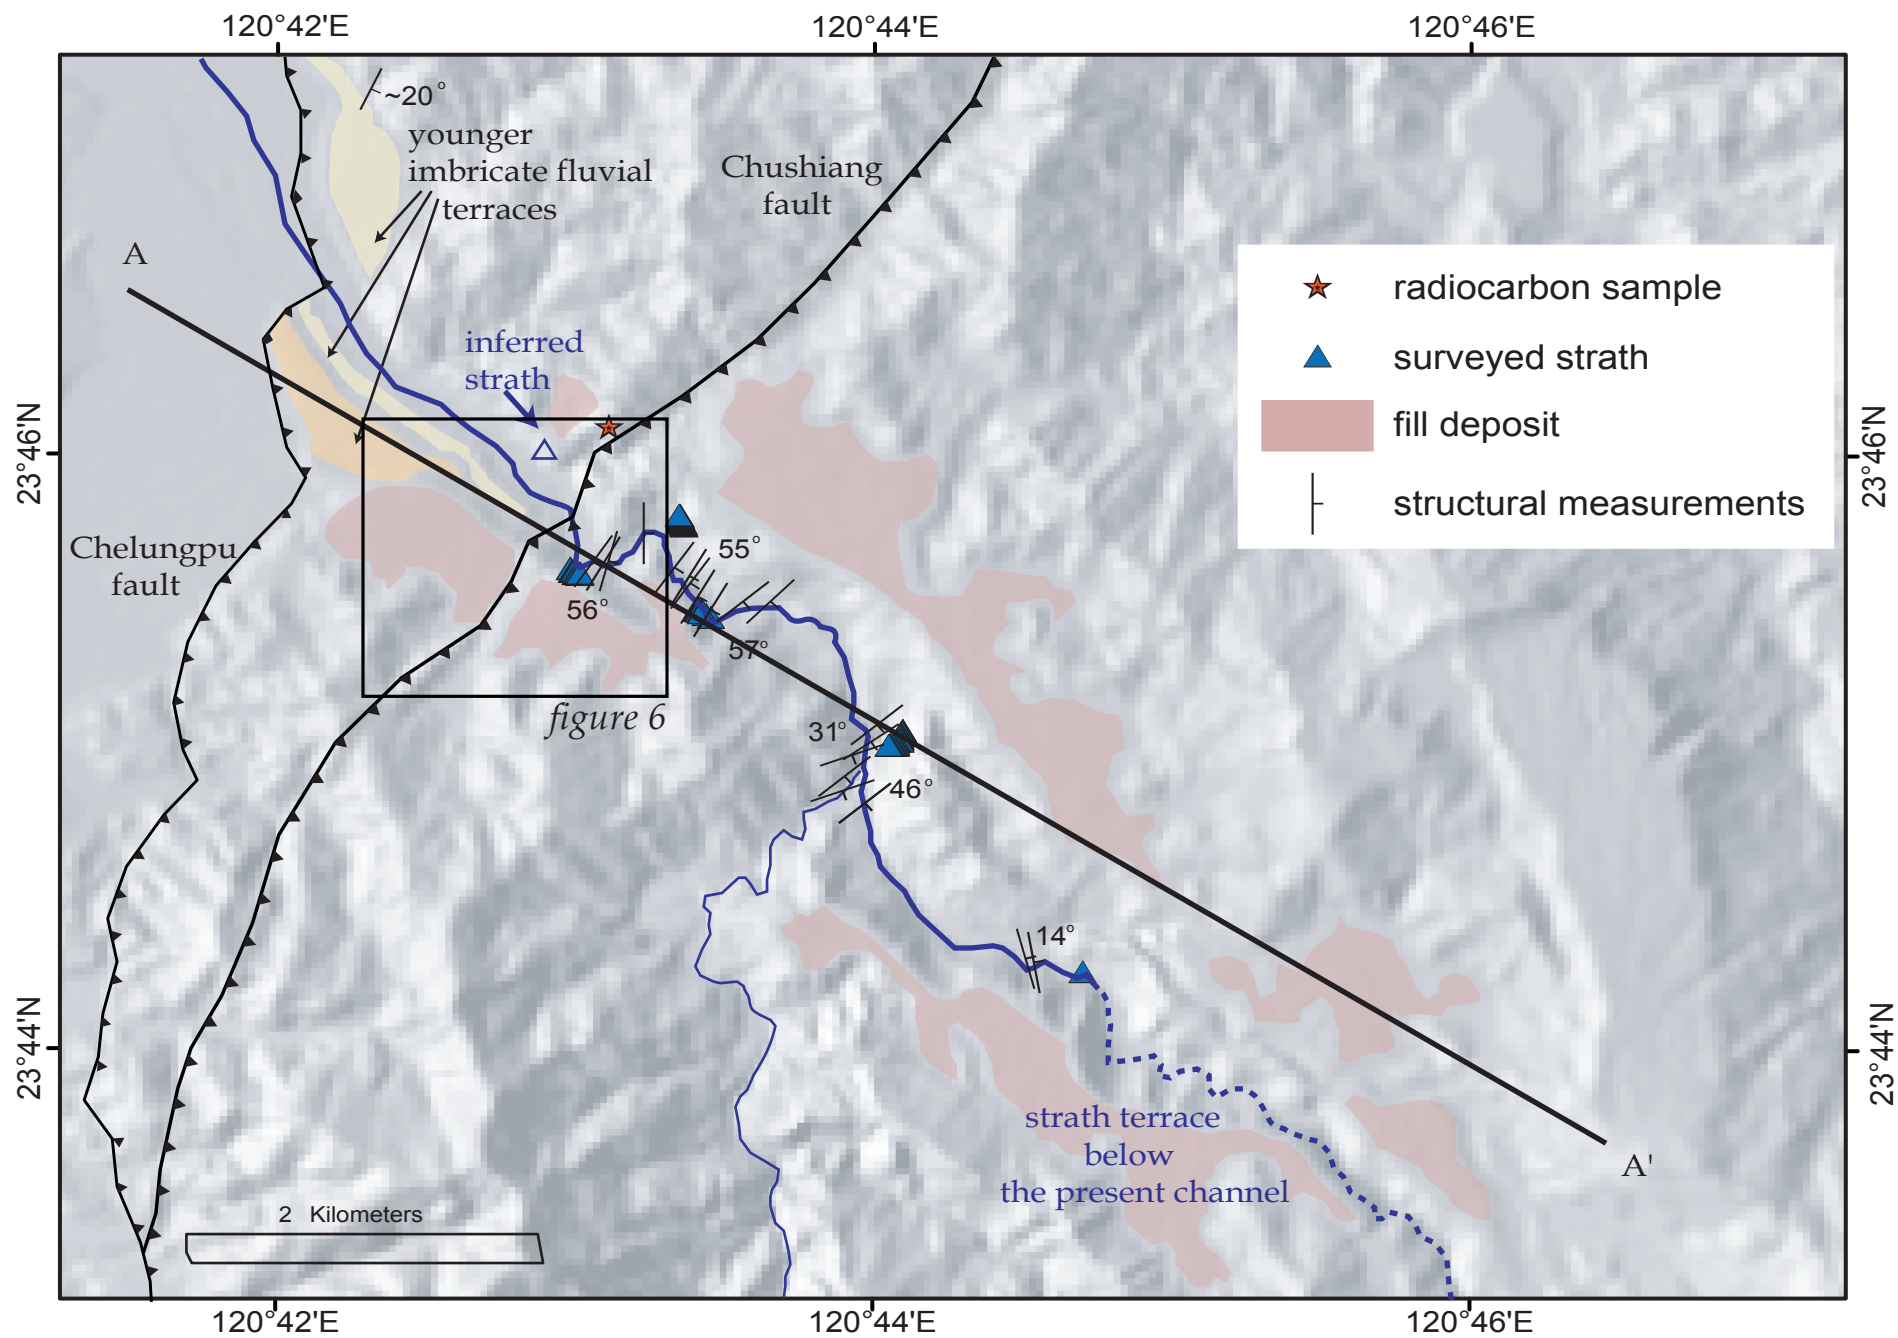 120°42'E
120°44'E
120°46'E
~20°
younger
imbricate fluvial
terraces
Chushiang
fault
A
radiocarbon sample
surveyed strath
fill deposit
structural measurements
inferred
strath
23°46'N
23°46'N
Chelungpu
fault
55°
56°
57°
figure 6
31°
46°
14°
23°44'N
23°44'N
strath terrace
below
the present channel
A'
2 Kilometers
120°42'E
120°44'E
120°46'E